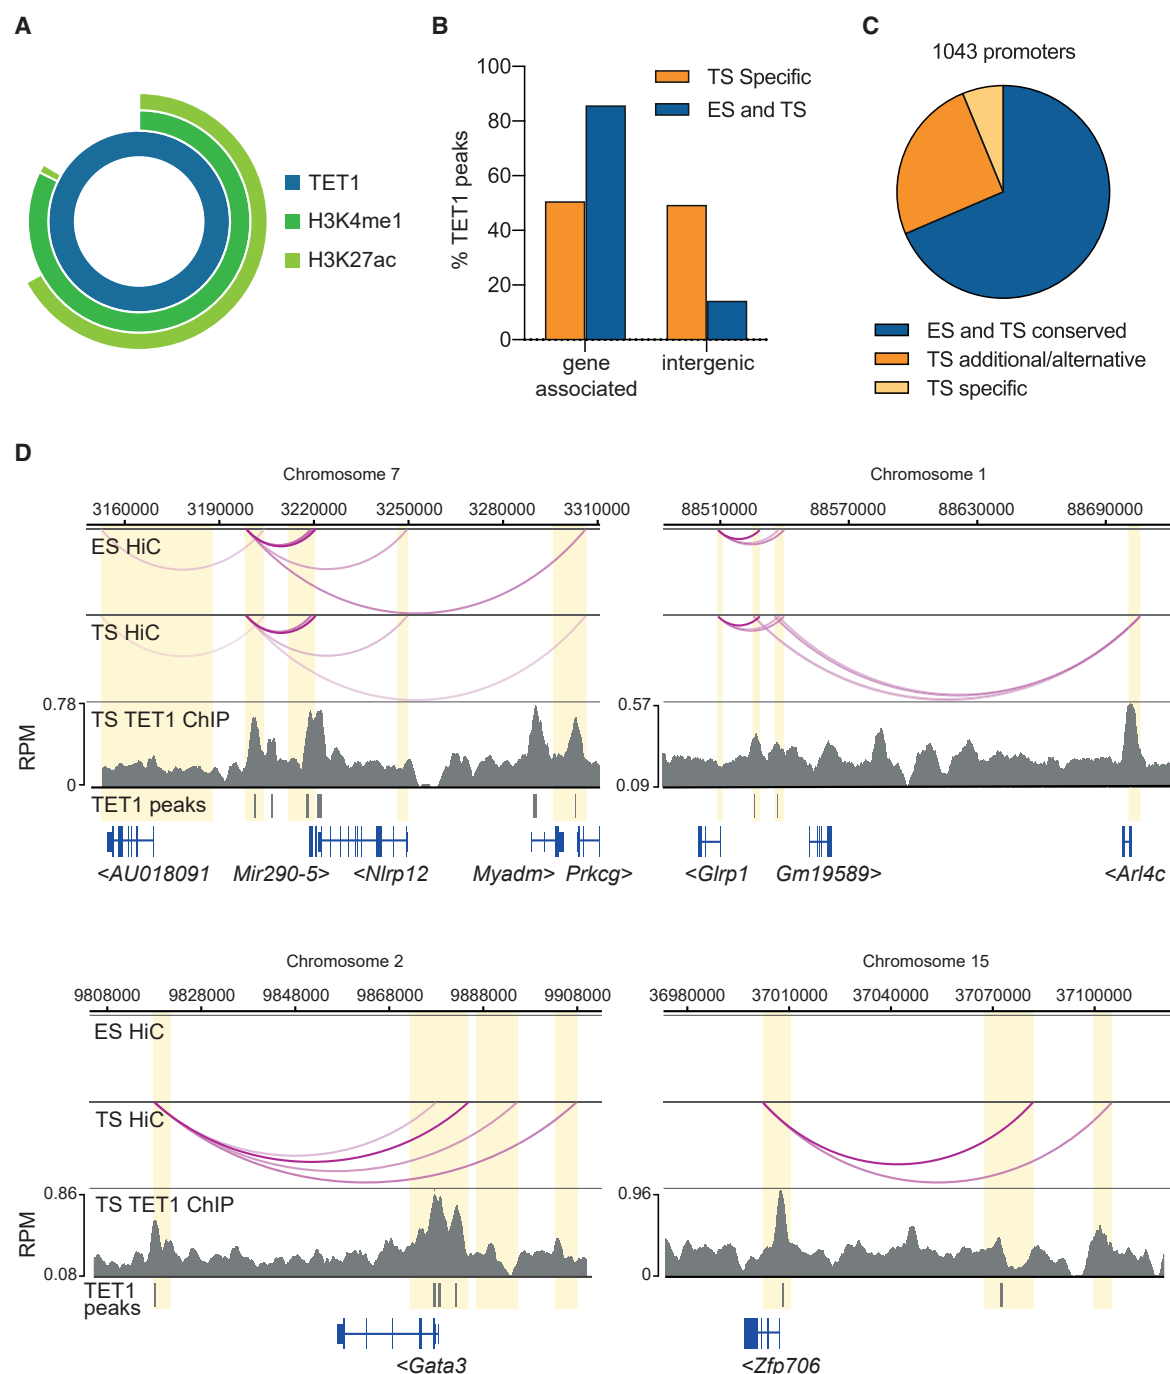 A
TET1
H3K4me1
H3K27ac
B
% TET1 peaks
100
80
60
40
20
0
gene
associated
intergenic
TS Specific
ES and TS
C
1043 promoters
ES and TS conserved
TS additional/alternative
TS specific
D
Chromosome 7
3160000 3190000 3220000 3250000 3280000 3310000
ES HiC
TS HiC
0.78
TS TET1 ChIP
RPM
0
TET1 peaks
<AU018091 Mir290-5> <Nlrp12 Myadm> Prkcg>
Chromosome 1
88510000 88570000 88630000 88690000
0.57
0.09
<Glrp1 Gm19589> <Arl4c
Chromosome 2
9808000 9828000 9848000 9868000 9888000 9908000
ES HiC
TS HiC
0.86
TS TET1 ChIP
RPM
0.08
TET1
peaks
<Gata3
Chromosome 15
36980000 37010000 37040000 37070000 37100000
0.96
0
<Zfp706